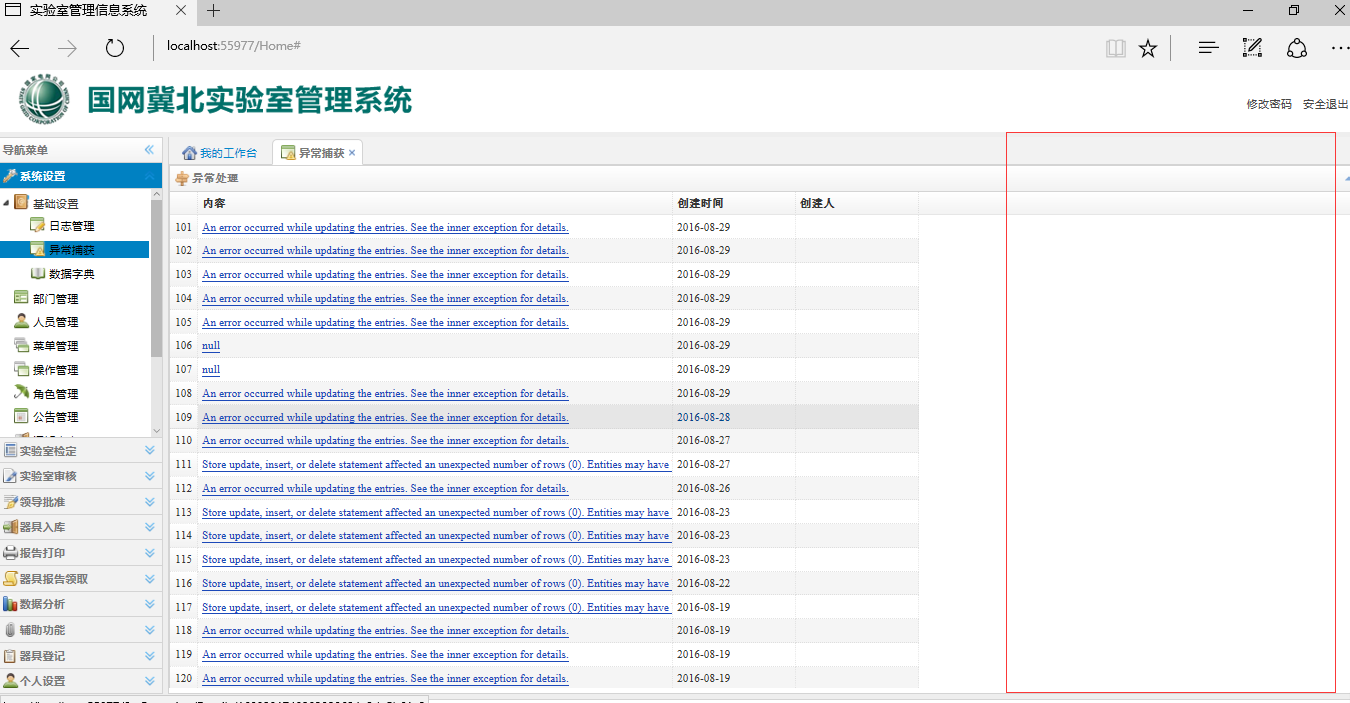 实验室管理信息系统
localhost:55977/Home#
国网冀北实验室管理系统
修改密码 安全退出
导航菜单
我的工作台
异常捕获
系统设置
异常处理
基础设置
日志管理
异常捕获
数据字典
部门管理
人员管理
菜单管理
操作管理
角色管理
公告管理
实验室检定
实验室审核
领导批准
器具入库
报告打印
器具报告领取
数据分析
辅助功能
器具登记
个人设置
内容 创建时间 创建人
101 An error occurred while updating the entries. See the inner exception for details. 2016-08-29
102 An error occurred while updating the entries. See the inner exception for details. 2016-08-29
103 An error occurred while updating the entries. See the inner exception for details. 2016-08-29
104 An error occurred while updating the entries. See the inner exception for details. 2016-08-29
105 An error occurred while updating the entries. See the inner exception for details. 2016-08-29
106 null 2016-08-29
107 null 2016-08-29
108 An error occurred while updating the entries. See the inner exception for details. 2016-08-29
109 An error occurred while updating the entries. See the inner exception for details. 2016-08-28
110 An error occurred while updating the entries. See the inner exception for details. 2016-08-27
111 Store update, insert, or delete statement affected an unexpected number of rows (0). Entities may have 2016-08-27
112 An error occurred while updating the entries. See the inner exception for details. 2016-08-26
113 Store update, insert, or delete statement affected an unexpected number of rows (0). Entities may have 2016-08-23
114 Store update, insert, or delete statement affected an unexpected number of rows (0). Entities may have 2016-08-23
115 Store update, insert, or delete statement affected an unexpected number of rows (0). Entities may have 2016-08-23
116 Store update, insert, or delete statement affected an unexpected number of rows (0). Entities may have 2016-08-22
117 Store update, insert, or delete statement affected an unexpected number of rows (0). Entities may have 2016-08-19
118 An error occurred while updating the entries. See the inner exception for details. 2016-08-19
119 An error occurred while updating the entries. See the inner exception for details. 2016-08-19
120 An error occurred while updating the entries. See the inner exception for details. 2016-08-19